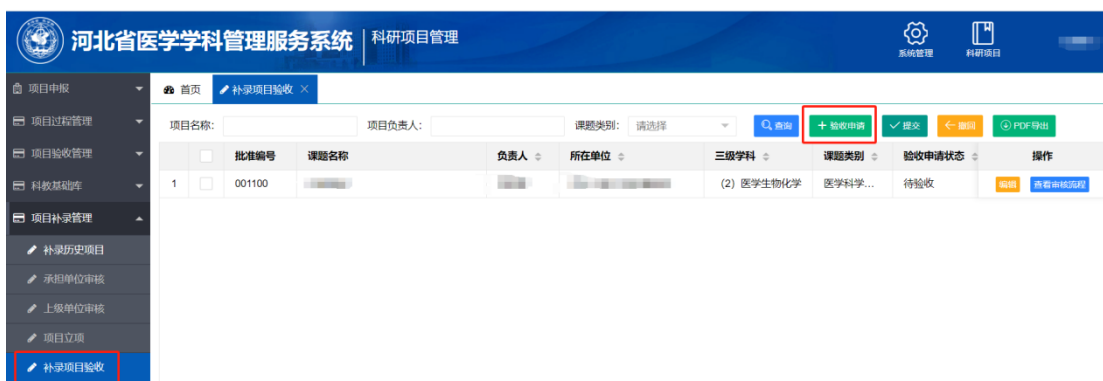 河北省医学学科管理服务系统 科研项目管理 系统管理 科研项目
项目申报 首页 补录项目验收
项目过程管理 项目名称: 项目负责人: 课题类别: 请选择 查询 验收申请 提交 撤回 PDF导出
项目验收管理 批准编号 课题名称 负责人 所在单位 三级学科 课题类别 验收申请状态 操作
科教基础库 1 001100 (2) 医学生物化学 医学科学... 待验收 编辑 查看审核流程
项目补录管理
补录历史项目
承担单位审核
上级单位审核
项目立项
补录项目验收